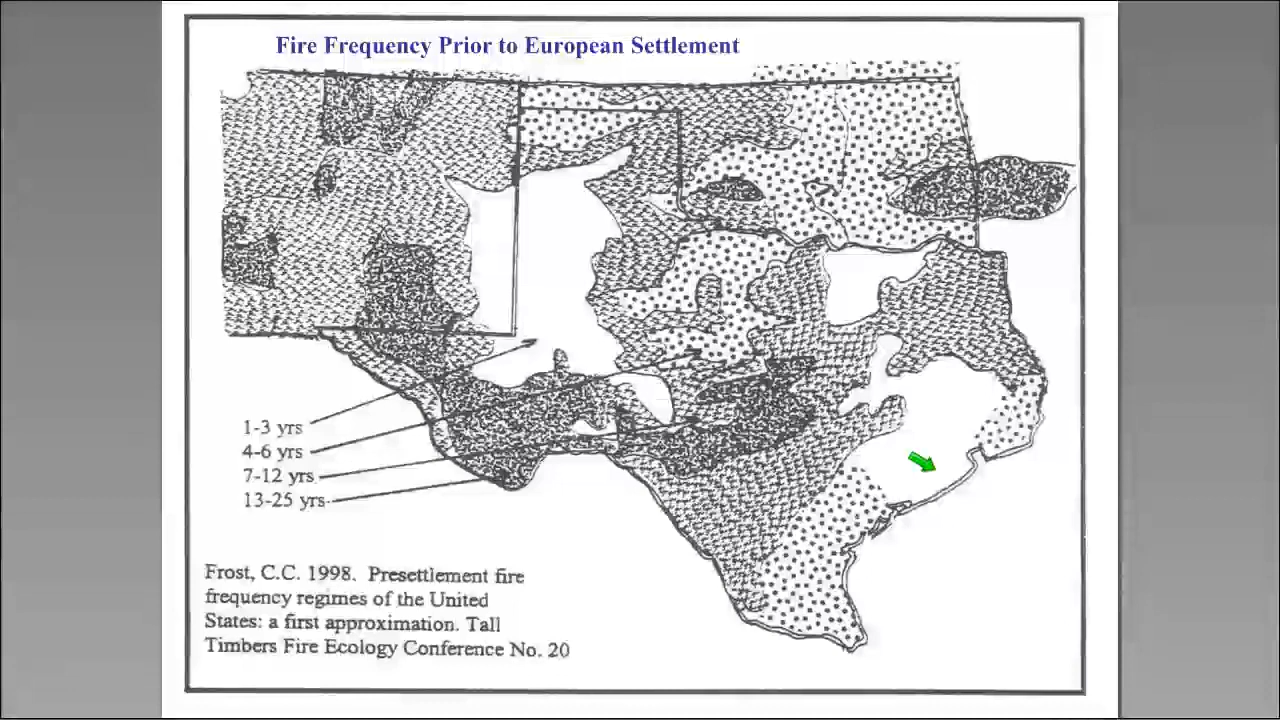 Fire Frequency Prior to European Settlement
1-3 yrs
4-6 yrs
7-12 yrs
13-25 yrs
Frost, C.C. 1998. Presettlement fire
frequency regimes of the United
States: a first approximation. Tall
Timbers Fire Ecology Conference No. 20